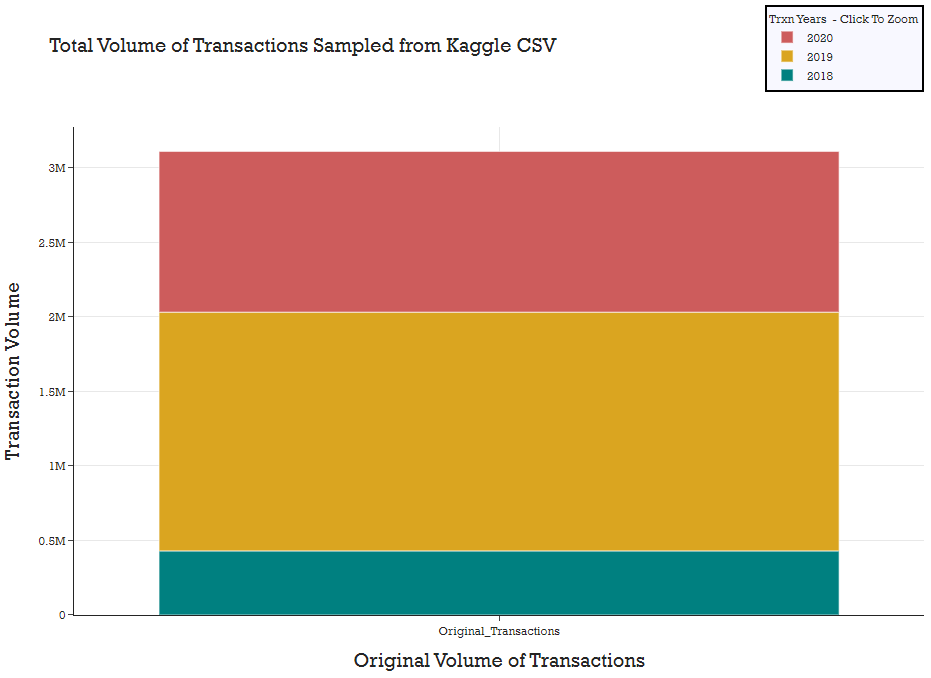 Total Volume of Transactions Sampled from Kaggle CSV
Trxn Years - Click To Zoom
2020
2019
2018
Transaction Volume
3M
2.5M
2M
1.5M
1M
0.5M
0
Original_Transactions
Original Volume of Transactions